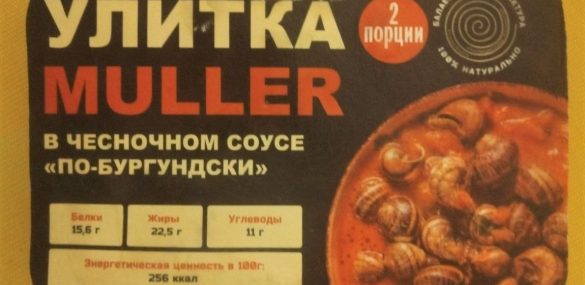 УЛИТКА
2
ПОРЦИИ
100% НАТУРАЛЬНО
MULLER
В ЧЕСНОЧНОМ СОУСЕ
«ПО-БУРГУНДСКИ»
Белки
15,6 г
Жиры
22,5 г
Углеводы
11 г
Энергетическая ценность в 100г:
256 ккал